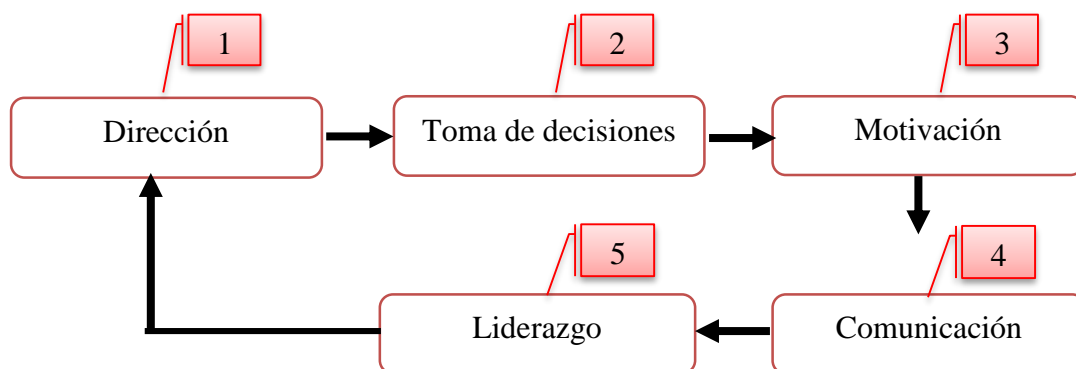 1
Dirección
2
Toma de decisiones
3
Motivación
4
Comunicación
5
Liderazgo